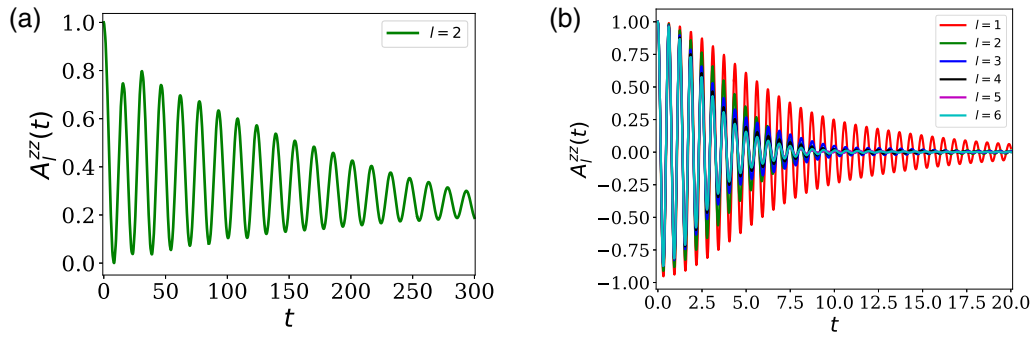 (a)
1.0
0.8
0.6
0.4
0.2
0.0
A_l^{zz}(t)
l = 2
0 50 100 150 200 250 300
t
(b)
1.00
0.75
0.50
0.25
0.00
−0.25
−0.50
−0.75
−1.00
A_l^{zz}(t)
l = 1
l = 2
l = 3
l = 4
l = 5
l = 6
0.0 2.5 5.0 7.5 10.0 12.5 15.0 17.5 20.0
t